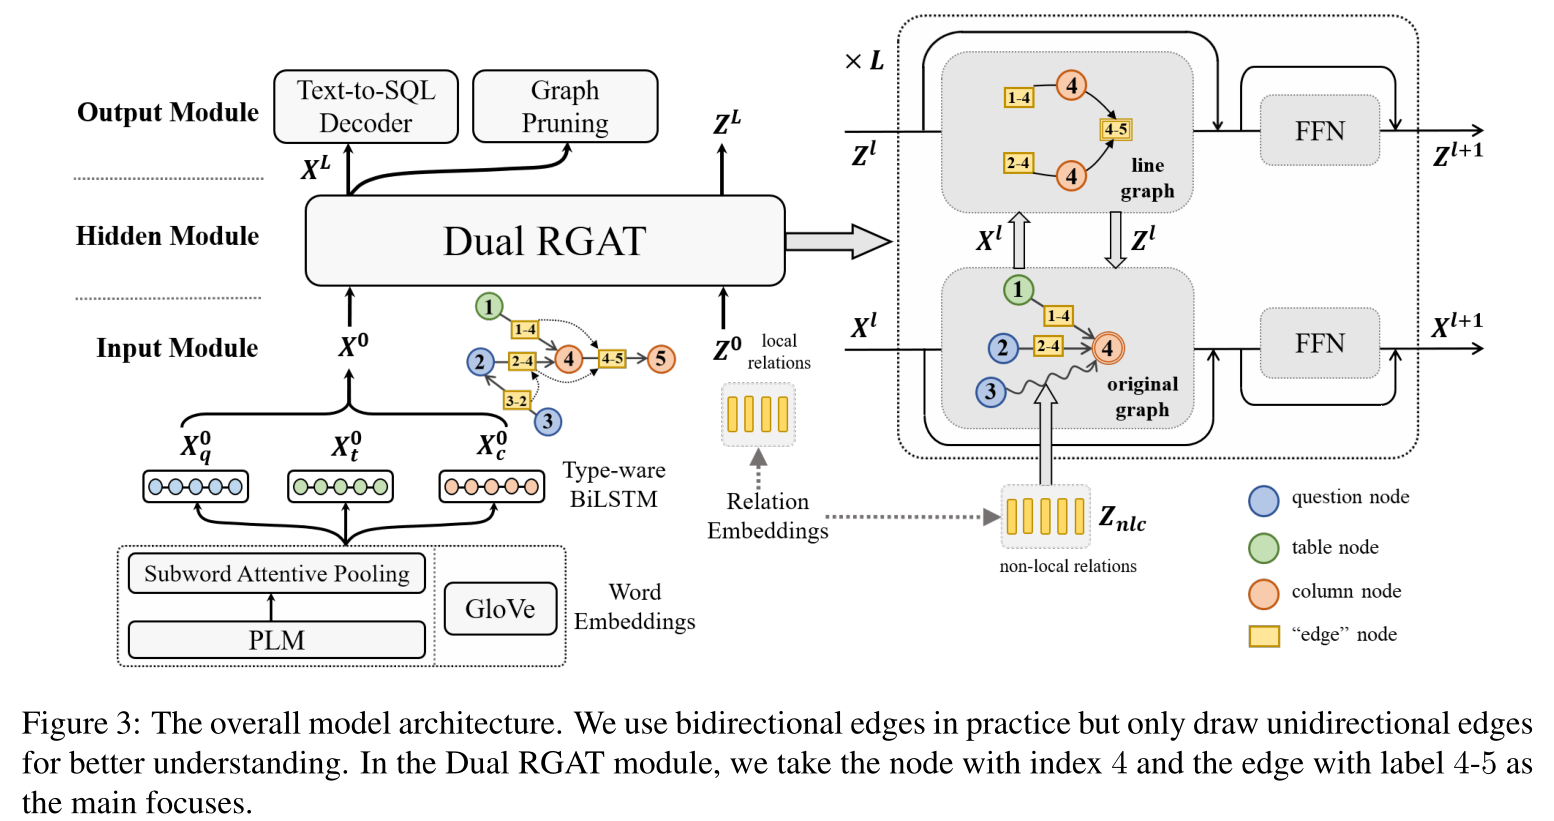 Output Module
Text-to-SQL
Decoder
Graph
Pruning
X^L
Z^L
Hidden Module
Dual RGAT
Input Module
X^0
1
1-4
2
2-4
4
4-5
5
3-2
3
Z^0
local
relations
X_q^0
X_t^0
X_c^0
Type-ware
BiLSTM
Relation
Embeddings
Subword Attentive Pooling
PLM
GloVe
Word
Embeddings
× L
1-4
4
4-5
2-4
4
line
graph
Z^l
FFN
Z^{l+1}
X^l
Z^l
1
1-4
2
2-4
4
3
original
graph
X^l
FFN
X^{l+1}
Z_{nlc}
non-local relations
question node
table node
column node
“edge” node
Figure 3: The overall model architecture. We use bidirectional edges in practice but only draw unidirectional edges
for better understanding. In the Dual RGAT module, we take the node with index 4 and the edge with label 4-5 as
the main focuses.